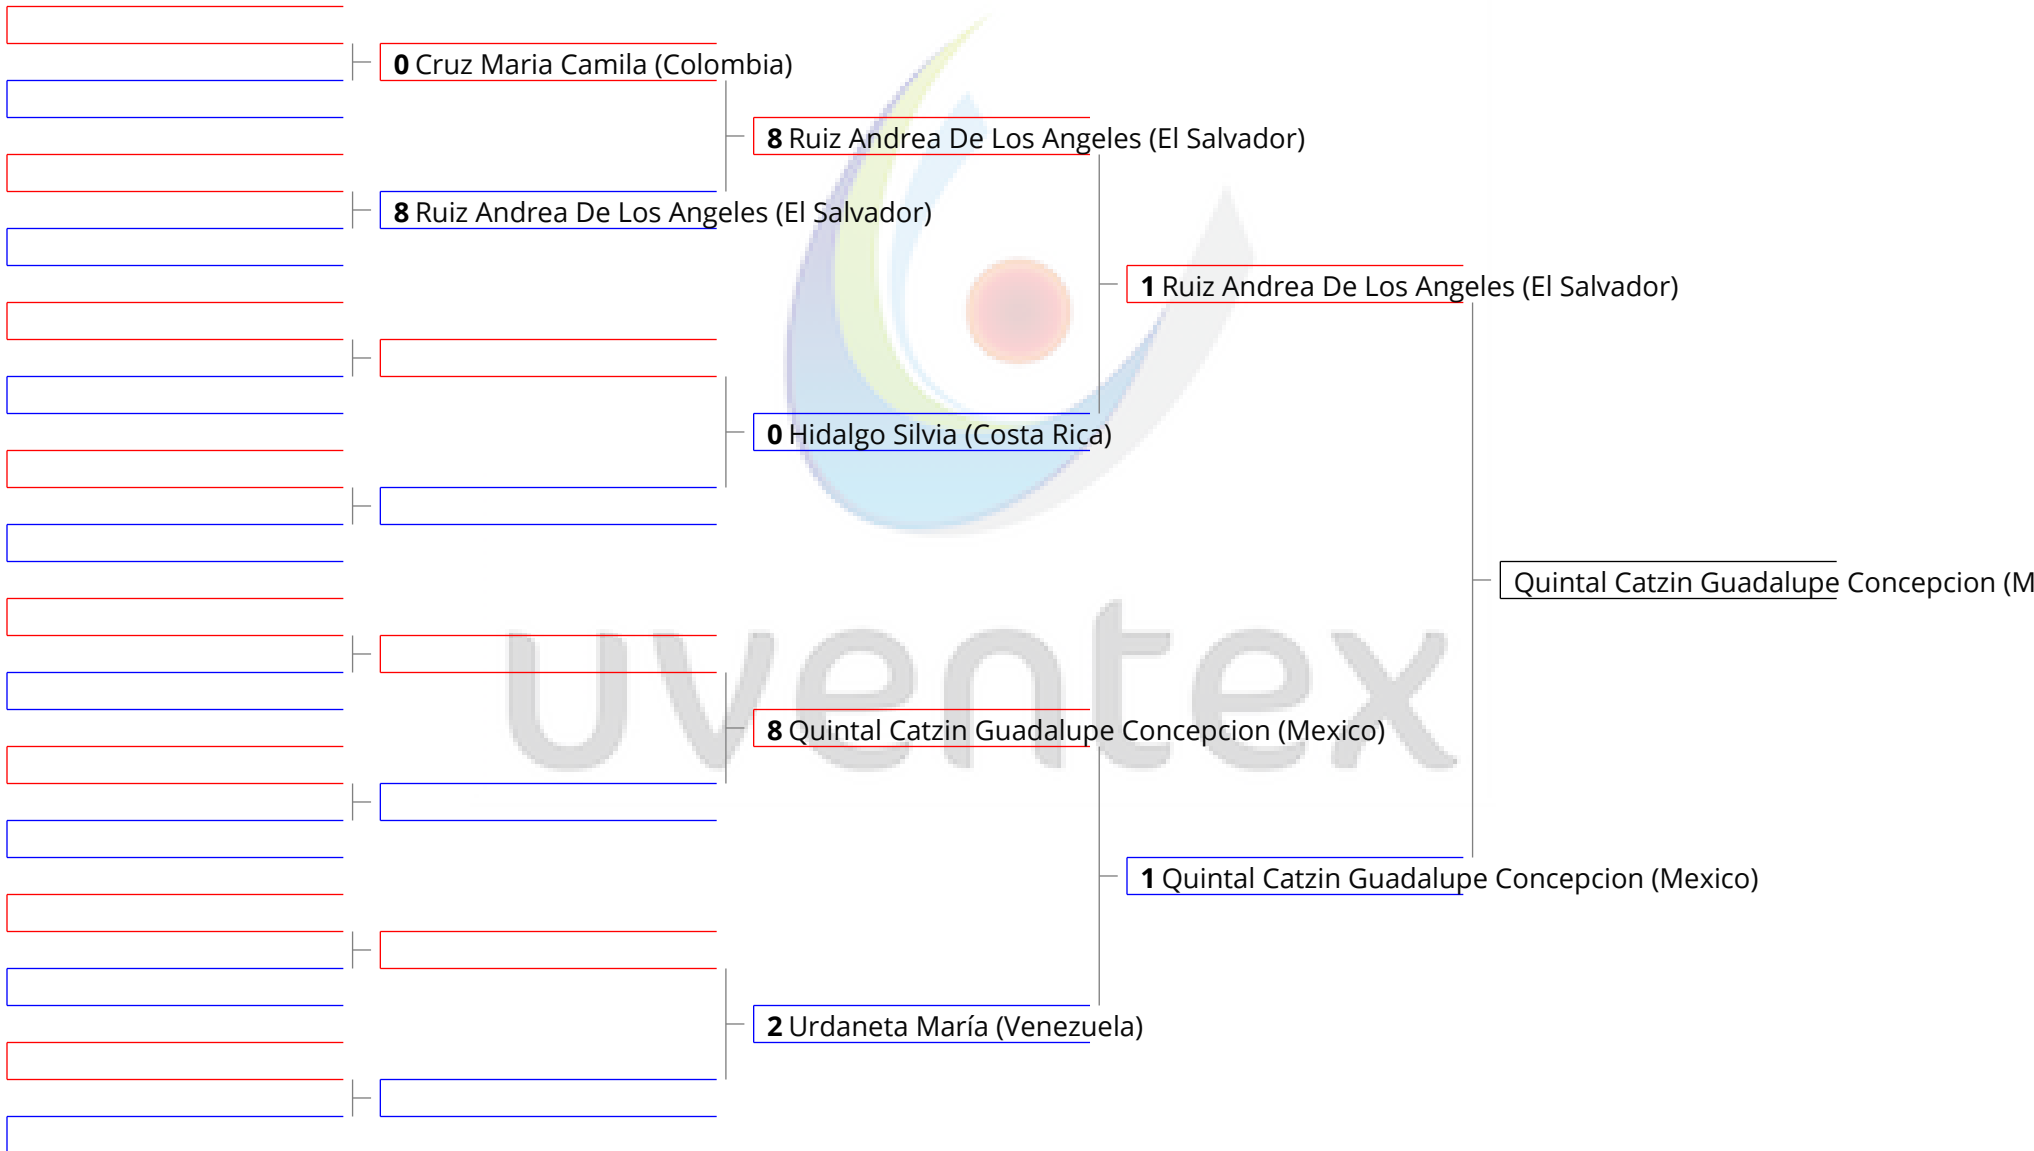 0 Cruz Maria Camila (Colombia)
8 Ruiz Andrea De Los Angeles (El Salvador)
8 Ruiz Andrea De Los Angeles (El Salvador)
1 Ruiz Andrea De Los Angeles (El Salvador)
0 Hidalgo Silvia (Costa Rica)
Quintal Catzin Guadalupe Concepcion (M
uventex
8 Quintal Catzin Guadalupe Concepcion (Mexico)
1 Quintal Catzin Guadalupe Concepcion (Mexico)
2 Urdaneta María (Venezuela)